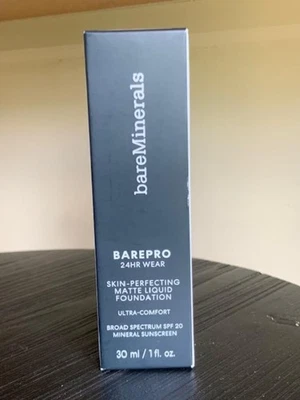 bareMinerals
BAREPRO
24HR WEAR
SKIN-PERFECTING
MATTE LIQUID
FOUNDATION
ULTRA-COMFORT
BROAD SPECTRUM SPF 20
MINERAL SUNSCREEN
30 ml / 1 fl. oz.